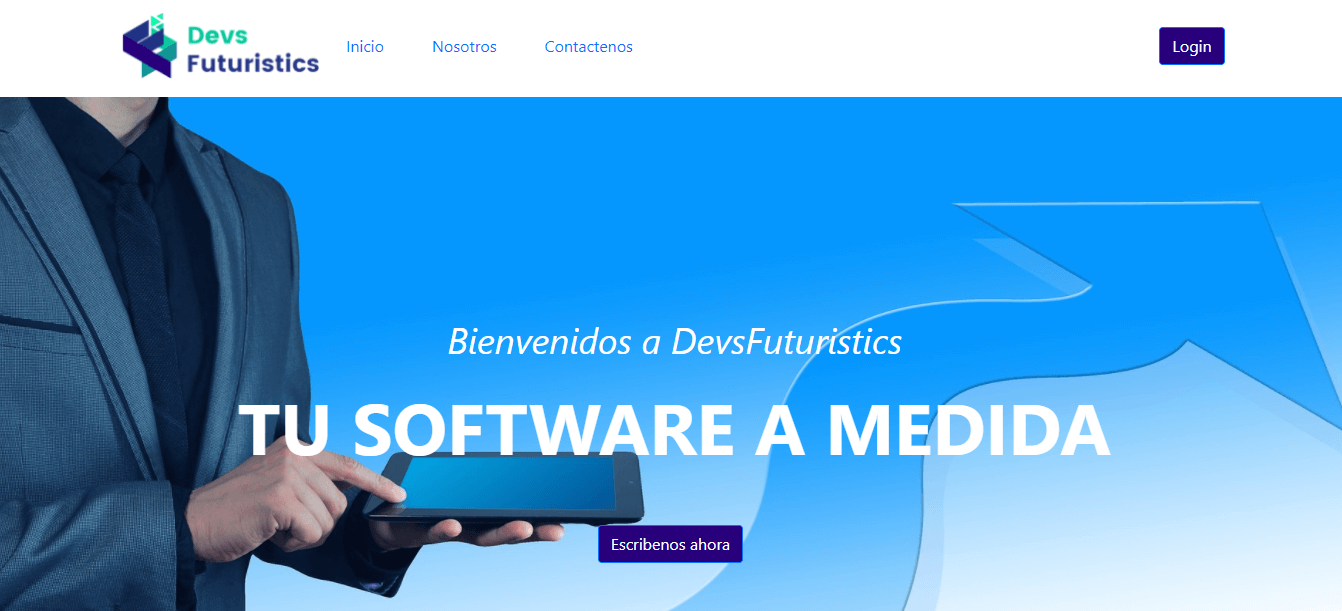 Devs
Futuristics
Inicio
Nosotros
Contactenos
Login
Bienvenidos a DevsFuturistics
TU SOFTWARE A MEDIDA
Escribenos ahora